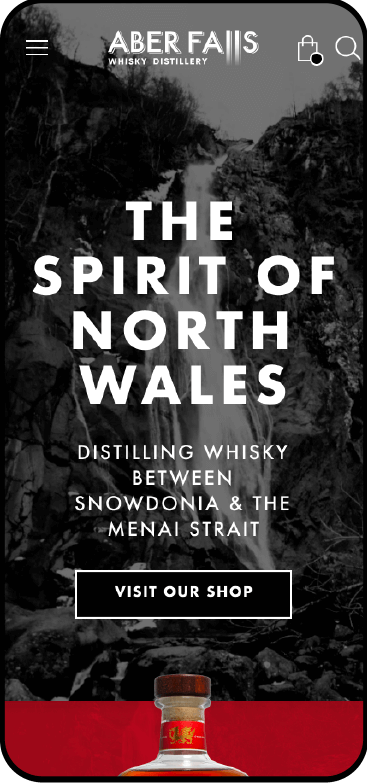 ABER FALLS
WHISKY DISTILLERY
THE
SPIRIT OF
NORTH
WALES
DISTILLING WHISKY
BETWEEN
SNOWDONIA & THE
MENAI STRAIT
VISIT OUR SHOP